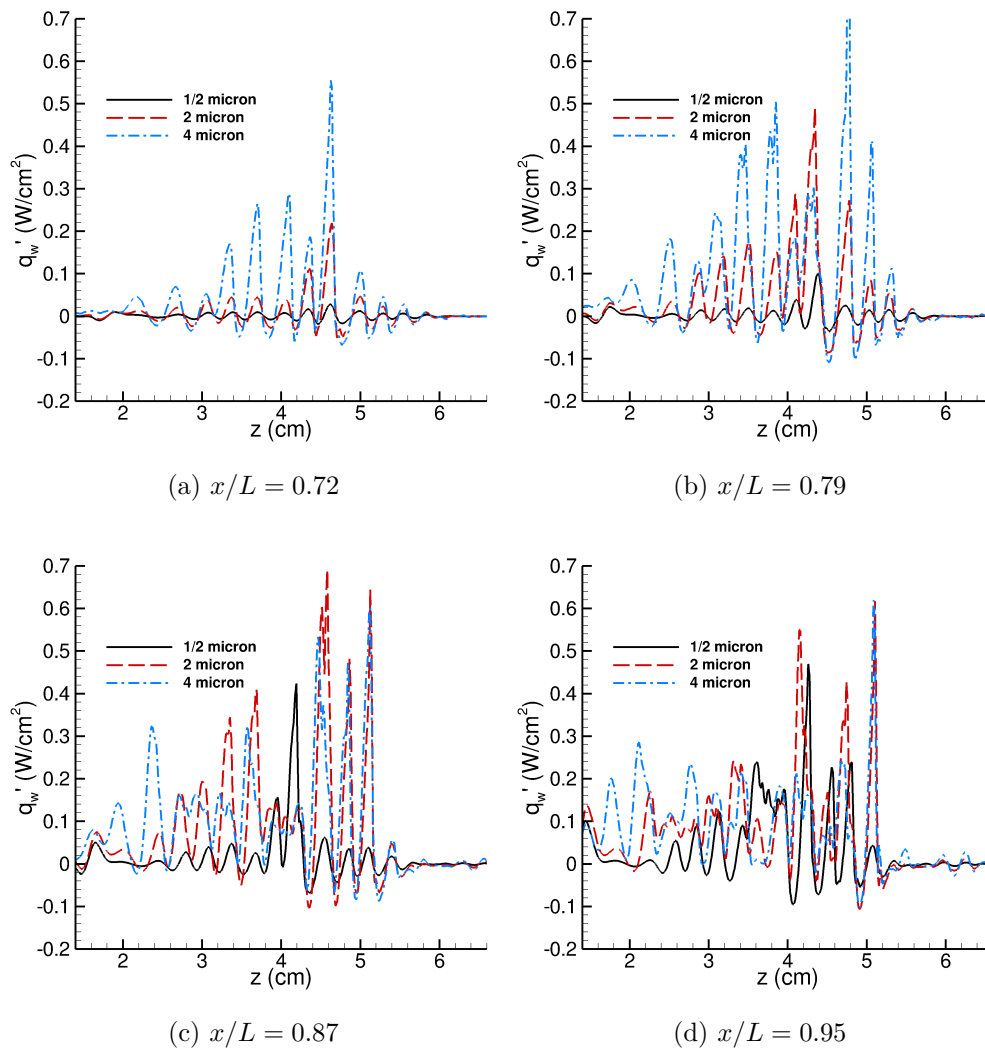 0.7
0.6
0.5
0.4
0.3
0.2
0.1
0
-0.1
-0.2
q_w' (W/cm²)
1/2 micron
2 micron
4 micron
2 3 4 5 6
z (cm)
(a) x/L = 0.72
0.7
0.6
0.5
0.4
0.3
0.2
0.1
0
-0.1
-0.2
q_w' (W/cm²)
1/2 micron
2 micron
4 micron
2 3 4 5 6
z (cm)
(b) x/L = 0.79
0.7
0.6
0.5
0.4
0.3
0.2
0.1
0
-0.1
-0.2
q_w' (W/cm²)
1/2 micron
2 micron
4 micron
2 3 4 5 6
z (cm)
(c) x/L = 0.87
0.7
0.6
0.5
0.4
0.3
0.2
0.1
0
-0.1
-0.2
q_w' (W/cm²)
1/2 micron
2 micron
4 micron
2 3 4 5 6
z (cm)
(d) x/L = 0.95